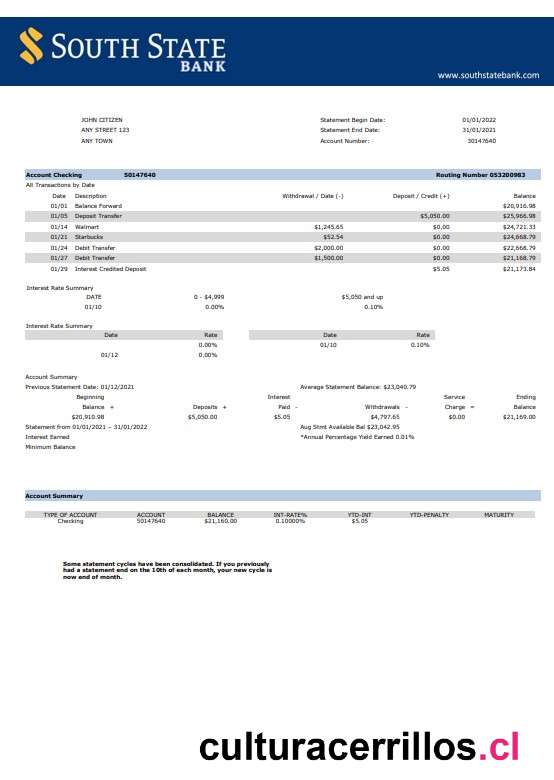 SOUTH STATE
BANK
www.southstatebank.com
JOHN CITIZEN Statement Begin Date: 01/01/2022
ANY STREET 123 Statement End Date: 31/01/2021
ANY TOWN Account Number: 30147640
Account Checking 50147640 Routing Number 053200983
All Transactions by Date
Date Description Withdrawal / Date (-) Deposit / Credit (+) Balance
01/01 Balance Forward $20,916.98
01/05 Deposit Transfer $5,050.00 $25,966.98
01/14 Walmart $1,245.65 $0.00 $24,721.33
01/21 Starbucks $52.54 $0.00 $24,668.79
01/24 Debit Transfer $2,000.00 $0.00 $22,668.79
01/27 Debit Transfer $1,500.00 $0.00 $21,168.79
01/29 Interest Credited Deposit $5.05 $21,173.84
Interest Rate Summary
DATE 0 - $4,999 $5,050 and up
01/10 0.00% 0.10%
Interest Rate Summary
Date Rate Date Rate
0.00% 01/10 0.10%
01/12 0.00%
Account Summary
Previous Statement Date: 01/12/2021 Average Statement Balance: $23,040.79
Beginning Interest Service Ending
Balance + Deposits + Paid - Withdrawals - Charge = Balance
$20,910.98 $5,050.00 $5.05 $4,797.65 $0.00 $21,169.00
Statement from 01/01/2021 – 31/01/2022 Aug Stmt Available Bal $23,042.95
Interest Earned *Annual Percentage Yield Earned 0.01%
Minimum Balance
Account Summary
TYPE OF ACCOUNT ACCOUNT BALANCE INT-RATE% YTD-INT YTD-PENALTY MATURITY
Checking 50147640 $21,160.00 0.10000% $5.05
Some statement cycles have been consolidated. If you previously
had a statement end on the 10th of each month, your new cycle is
now end of month.
culturacerrillos.cl